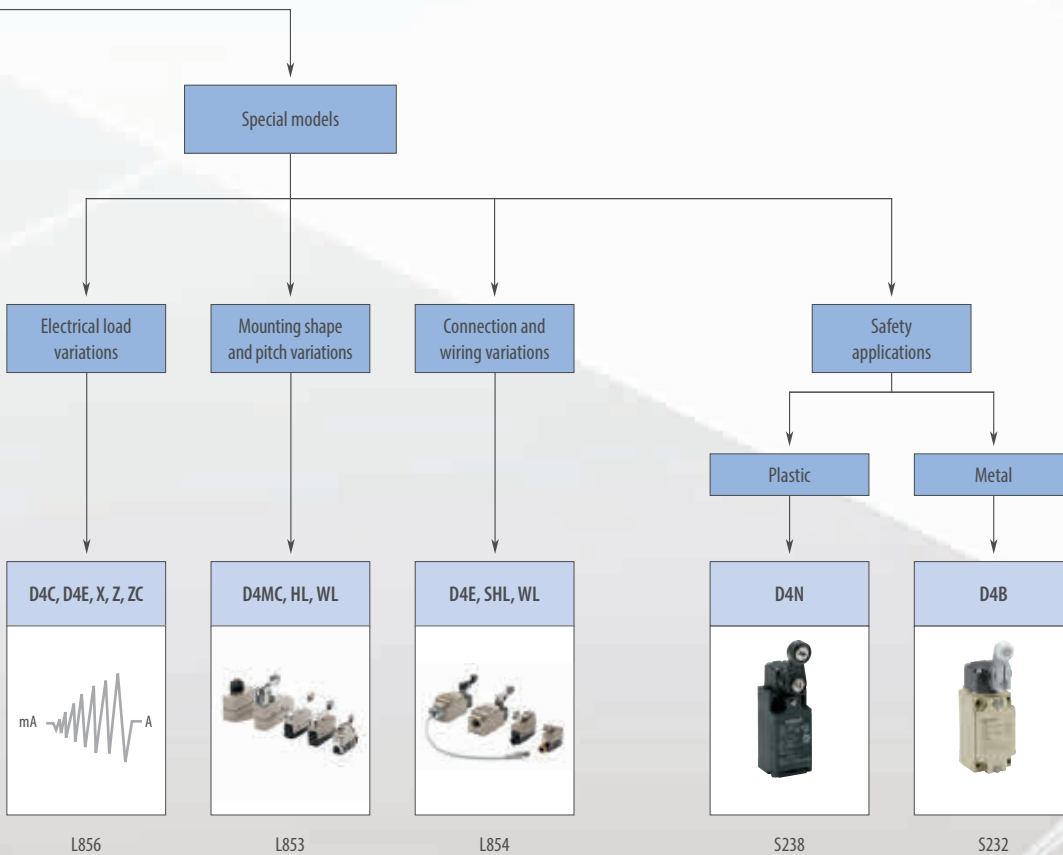 Special models
Electrical load
variations
Mounting shape
and pitch variations
Connection and
wiring variations
Safety
applications
Plastic
Metal
D4C, D4E, X, Z, ZC
D4MC, HL, WL
D4E, SHL, WL
D4N
D4B
mA
A
L856
L853
L854
S238
S232